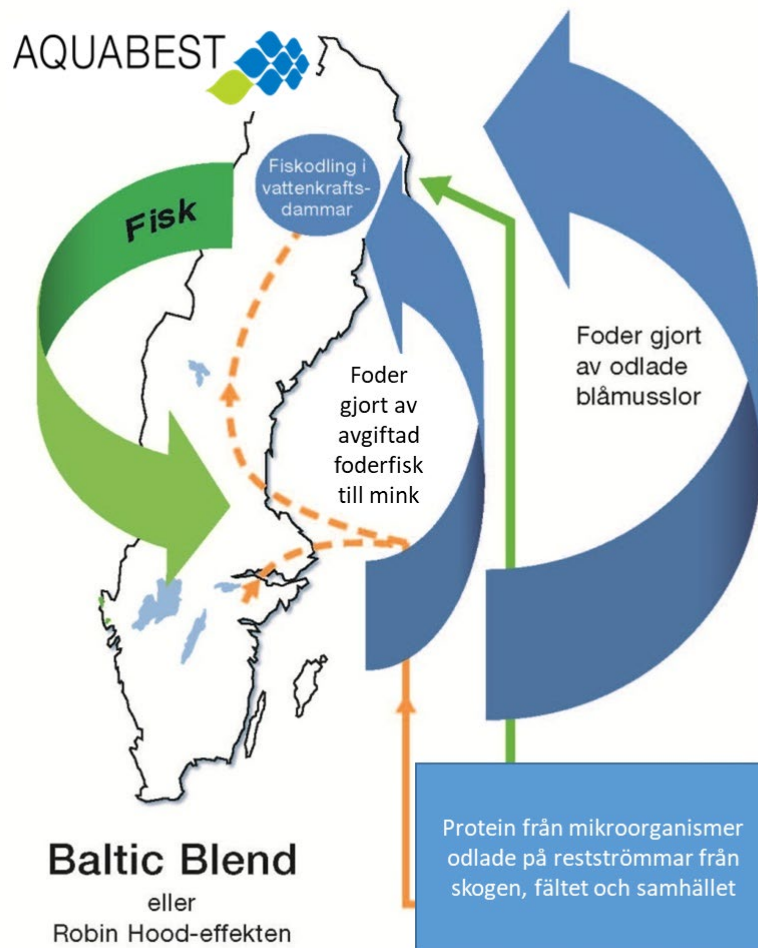 AQUABEST
Fiskodling i
vattenkrafts-
dammar
Fisk
Foder gjort
av odlade
blåmusslor
Foder
gjort av
avgiftad
foderfisk
till mink
Protein från mikroorganismer
odlade på restströmmar från
skogen, fältet och samhället
Baltic Blend
eller
Robin Hood-effekten